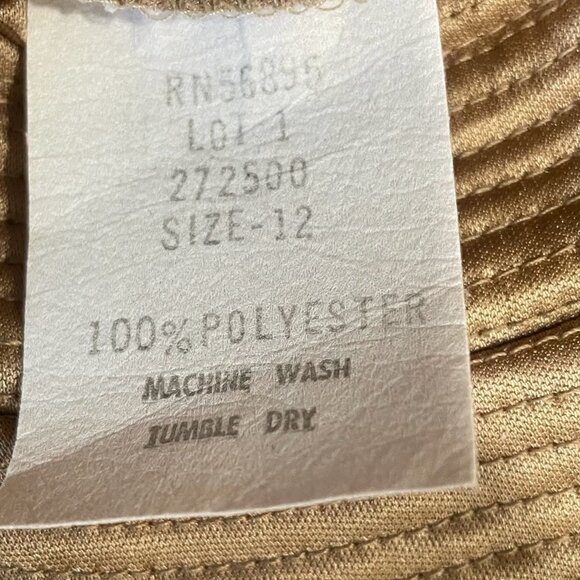 RN56896
LOT 1
272500
SIZE-12
100% POLYESTER
MACHINE WASH
TUMBLE DRY